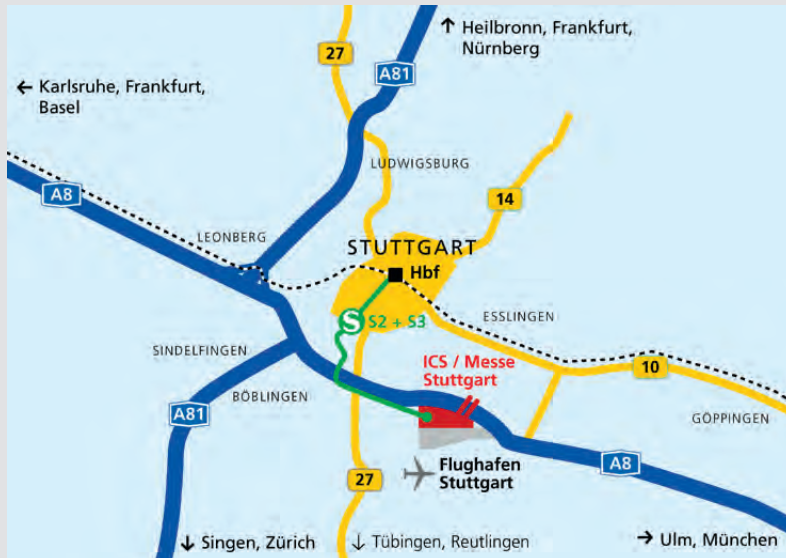 ↑ Heilbronn, Frankfurt,
Nürnberg
27
A81
← Karlsruhe, Frankfurt,
Basel
LUDWIGSBURG
A8
14
LEONBERG
STUTTGART
Hbf
S
S2 + S3
ESSLINGEN
SINDELFINGEN
ICS / Messe
Stuttgart
10
BÖBLINGEN
A81
GÖPPINGEN
Flughafen
Stuttgart
A8
27
↓ Singen, Zürich
↓ Tübingen, Reutlingen
→ Ulm, München